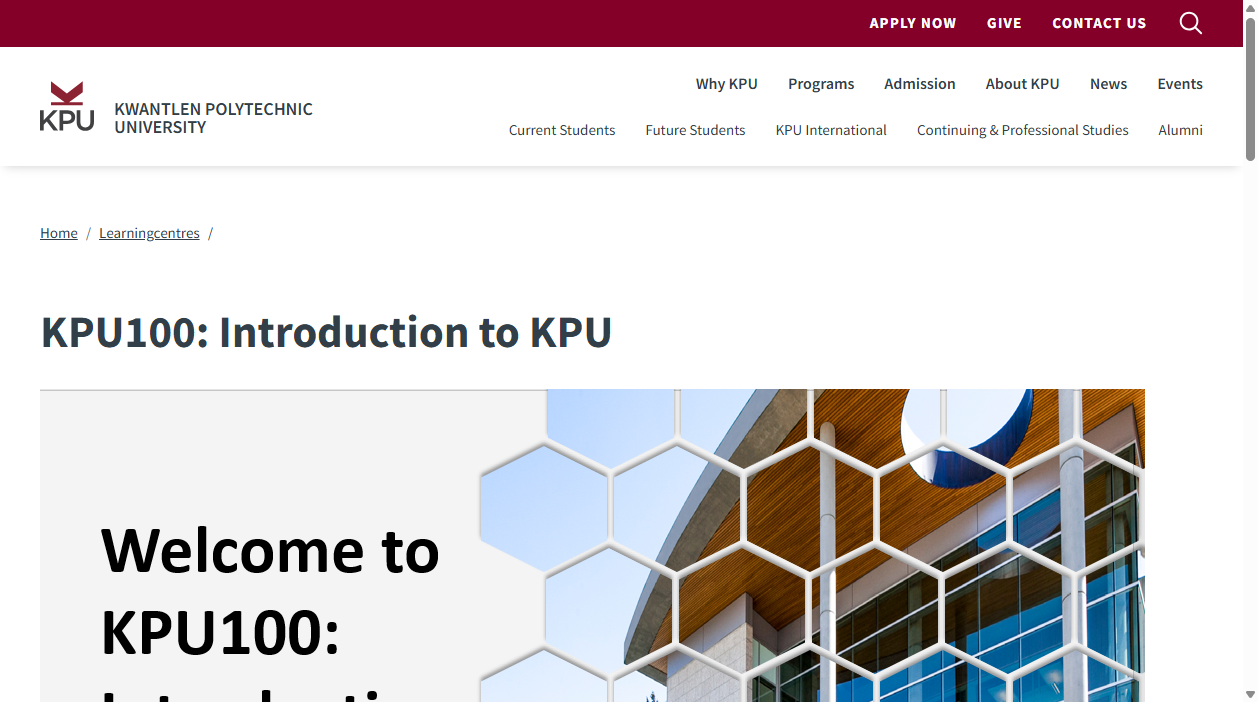 APPLY NOW GIVE CONTACT US
Why KPU Programs Admission About KPU News Events
KPU
KWANTLEN POLYTECHNIC
UNIVERSITY
Current Students Future Students KPU International Continuing & Professional Studies Alumni
Home / Learningcentres /
KPU100: Introduction to KPU
Welcome to
KPU100: